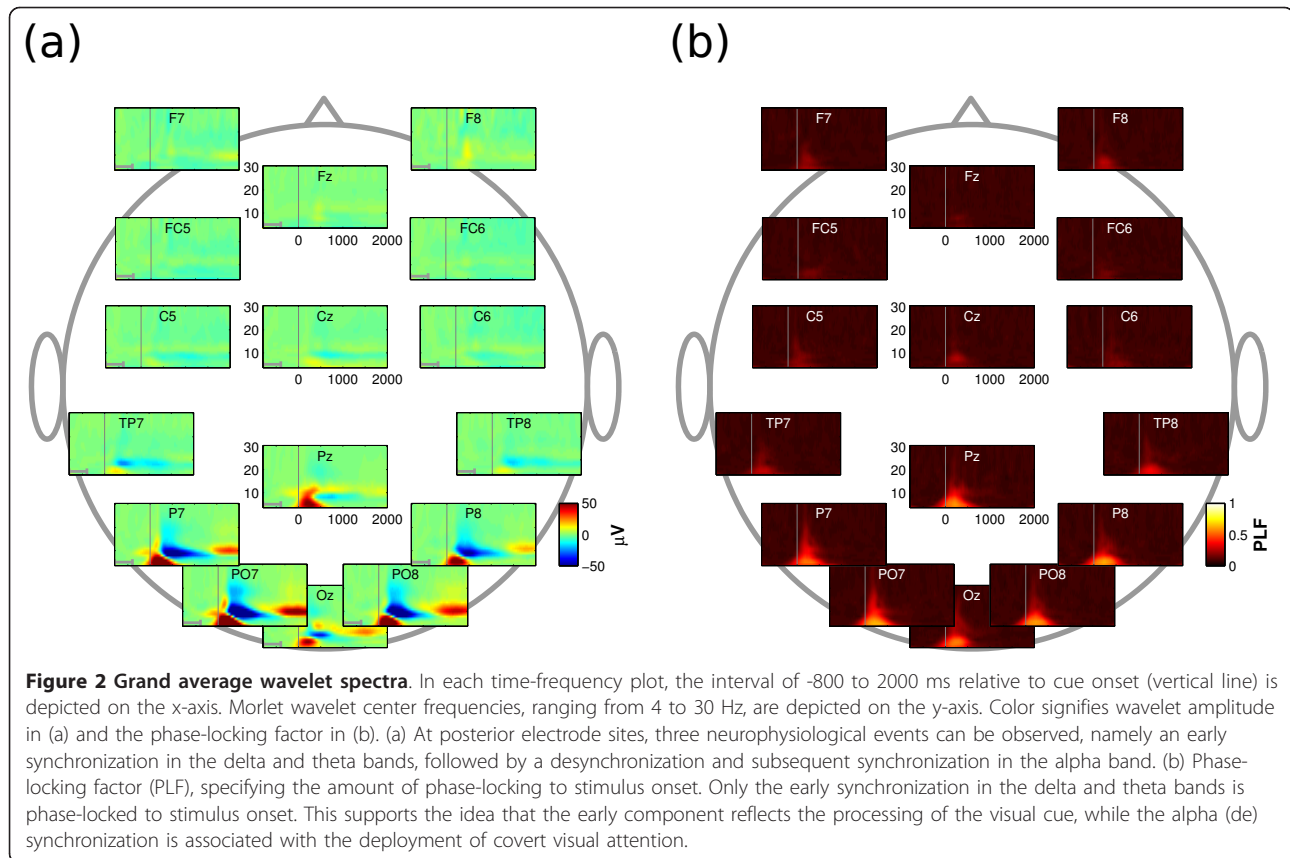 (a)
(b)
F7
F8
Fz
30
20
10
0 1000 2000
FC5
FC6
C5
Cz
30
20
10
0 1000 2000
C6
TP7
TP8
Pz
30
20
10
0 1000 2000
P7
P8
PO7
PO8
Oz
50
−50
μV
F7
F8
Fz
30
20
10
0 1000 2000
FC5
FC6
C5
Cz
30
20
10
0 1000 2000
C6
TP7
TP8
Pz
30
20
10
0 1000 2000
P7
P8
PO7
PO8
Oz
1
0.5
0
PLF
Figure 2 Grand average wavelet spectra. In each time-frequency plot, the interval of -800 to 2000 ms relative to cue onset (vertical line) is
depicted on the x-axis. Morlet wavelet center frequencies, ranging from 4 to 30 Hz, are depicted on the y-axis. Color signifies wavelet amplitude
in (a) and the phase-locking factor in (b). (a) At posterior electrode sites, three neurophysiological events can be observed, namely an early
synchronization in the delta and theta bands, followed by a desynchronization and subsequent synchronization in the alpha band. (b) Phase-
locking factor (PLF), specifying the amount of phase-locking to stimulus onset. Only the early synchronization in the delta and theta bands is
phase-locked to stimulus onset. This supports the idea that the early component reflects the processing of the visual cue, while the alpha (de)
synchronization is associated with the deployment of covert visual attention.